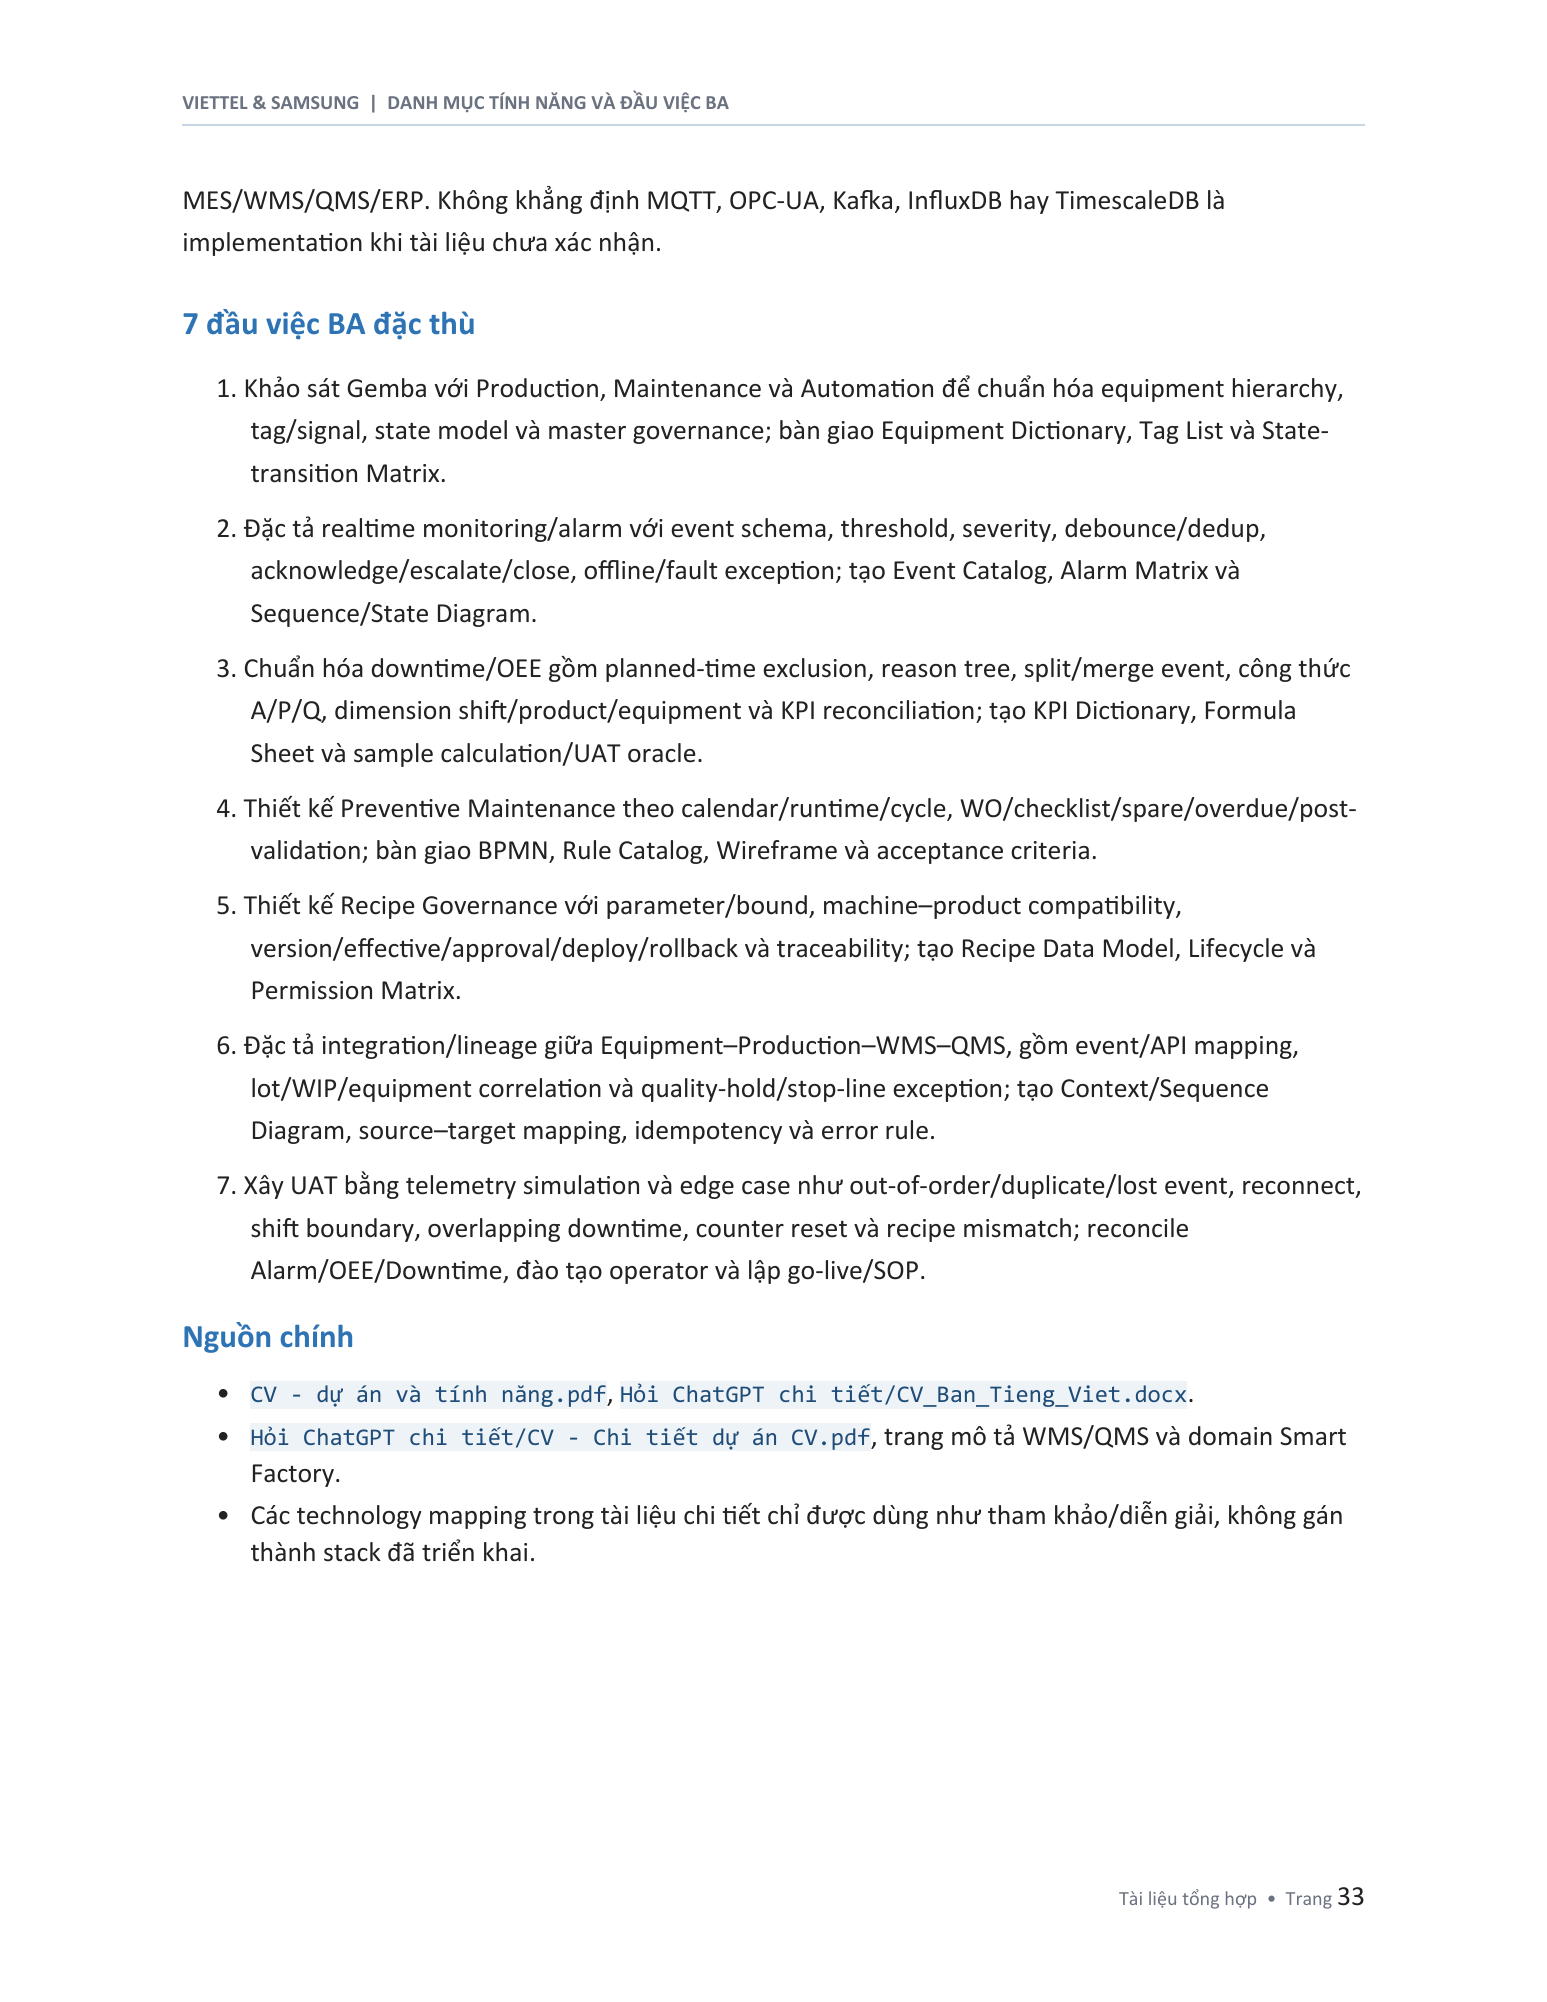 VIETTEL & SAMSUNG | DANH MỤC TÍNH NĂNG VÀ ĐẦU VIỆC BA
MES/WMS/QMS/ERP. Không khẳng định MQTT, OPC-UA, Kafka, InfluxDB hay TimescaleDB là
implementation khi tài liệu chưa xác nhận.
7 đầu việc BA đặc thù
1. Khảo sát Gemba với Production, Maintenance và Automation để chuẩn hóa equipment hierarchy,
tag/signal, state model và master governance; bàn giao Equipment Dictionary, Tag List và State-
transition Matrix.
2. Đặc tả realtime monitoring/alarm với event schema, threshold, severity, debounce/dedup,
acknowledge/escalate/close, offline/fault exception; tạo Event Catalog, Alarm Matrix và
Sequence/State Diagram.
3. Chuẩn hóa downtime/OEE gồm planned-time exclusion, reason tree, split/merge event, công thức
A/P/Q, dimension shift/product/equipment và KPI reconciliation; tạo KPI Dictionary, Formula
Sheet và sample calculation/UAT oracle.
4. Thiết kế Preventive Maintenance theo calendar/runtime/cycle, WO/checklist/spare/overdue/post-
validation; bàn giao BPMN, Rule Catalog, Wireframe và acceptance criteria.
5. Thiết kế Recipe Governance với parameter/bound, machine–product compatibility,
version/effective/approval/deploy/rollback và traceability; tạo Recipe Data Model, Lifecycle và
Permission Matrix.
6. Đặc tả integration/lineage giữa Equipment–Production–WMS–QMS, gồm event/API mapping,
lot/WIP/equipment correlation và quality-hold/stop-line exception; tạo Context/Sequence
Diagram, source–target mapping, idempotency và error rule.
7. Xây UAT bằng telemetry simulation và edge case như out-of-order/duplicate/lost event, reconnect,
shift boundary, overlapping downtime, counter reset và recipe mismatch; reconcile
Alarm/OEE/Downtime, đào tạo operator và lập go-live/SOP.
Nguồn chính
• CV - dự án và tính năng.pdf, Hỏi ChatGPT chi tiết/CV_Ban_Tieng_Viet.docx.
• Hỏi ChatGPT chi tiết/CV - Chi tiết dự án CV.pdf, trang mô tả WMS/QMS và domain Smart
Factory.
• Các technology mapping trong tài liệu chi tiết chỉ được dùng như tham khảo/diễn giải, không gán
thành stack đã triển khai.
Tài liệu tổng hợp • Trang 33